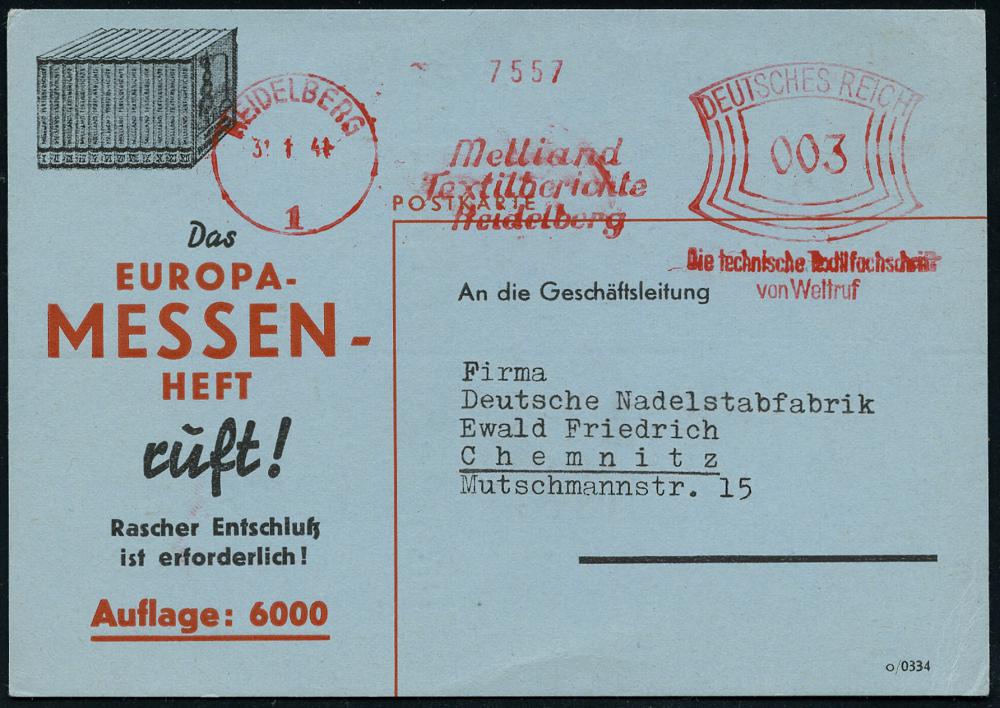 7557
HEIDELBERG
1
DEUTSCHES REICH
003
Melliand
Textilberichte
Heidelberg
POSTKARTE
Die technische Textilfachschrift
von Weltruf
Das
EUROPA-
MESSEN-
HEFT
ruft!
Rascher Entschluß
ist erforderlich!
Auflage: 6000
An die Geschäftsleitung
Firma
Deutsche Nadelstabfabrik
Ewald Friedrich
Chemnitz
Mutschmannstr. 15
o/0334